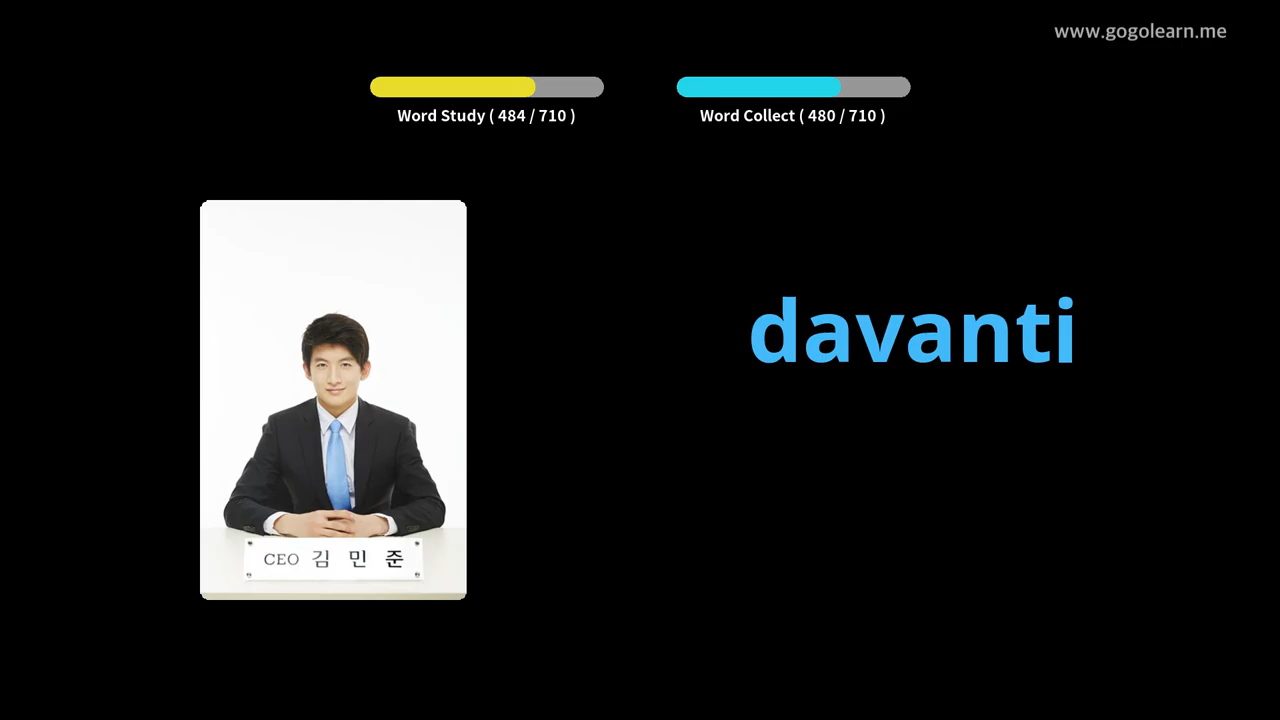 www.gogolearn.me
Word Study ( 484 / 710 )
Word Collect ( 480 / 710 )
davanti
CEO 김 민 준